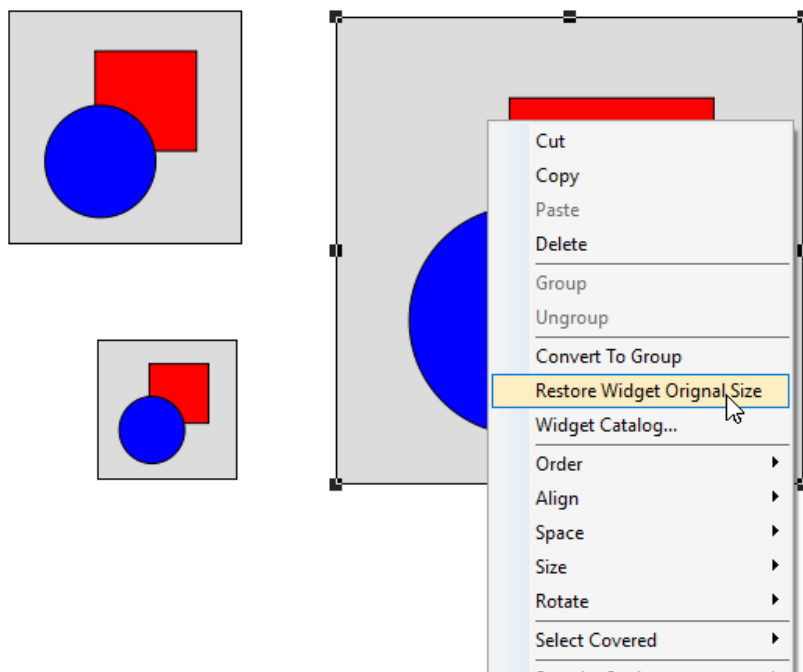 Cut
Copy
Paste
Delete
Group
Ungroup
Convert To Group
Restore Widget Orignal Size
Widget Catalog...
Order
Align
Space
Size
Rotate
Select Covered